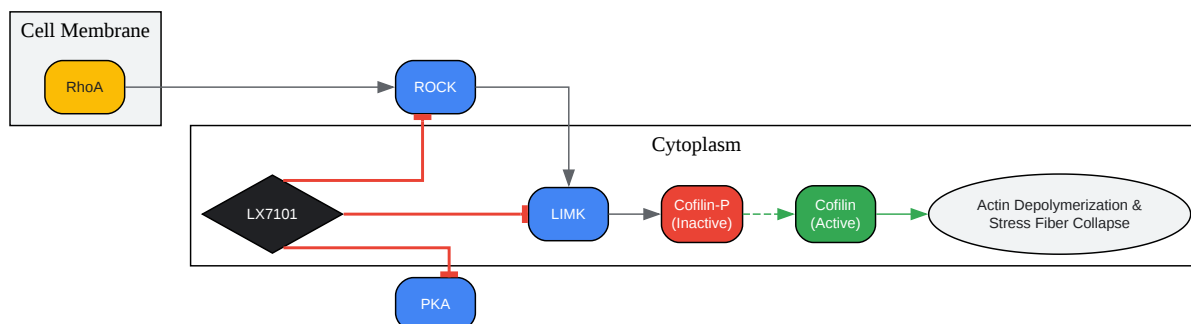 Cell Membrane
RhoA
ROCK
Cytoplasm
LX7101
LIMK
Cofilin-P
(Inactive)
Cofilin
(Active)
Actin Depolymerization &
Stress Fiber Collapse
PKA